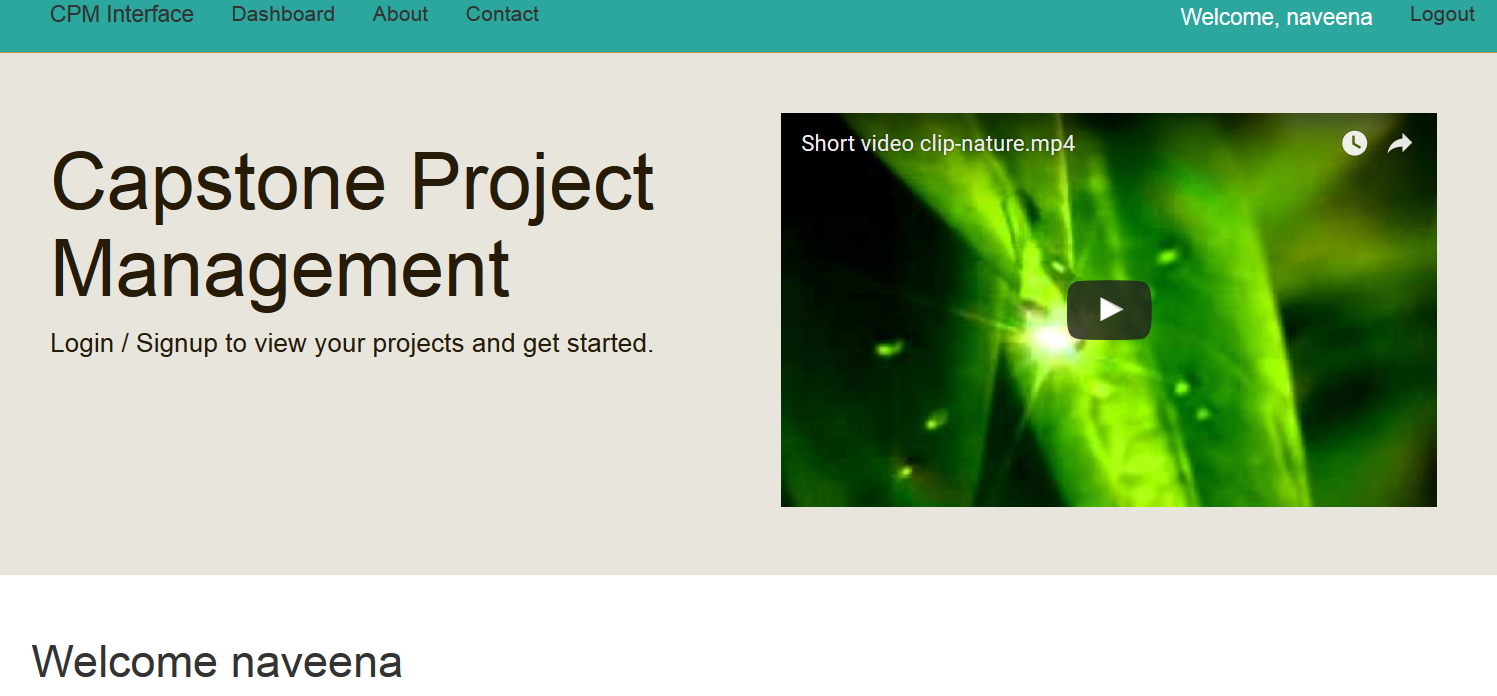 CPM Interface Dashboard About Contact Welcome, naveena Logout
Capstone Project
Management
Login / Signup to view your projects and get started.
Short video clip-nature.mp4
Welcome naveena